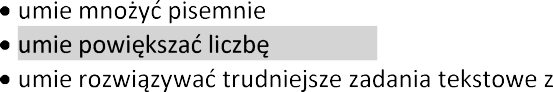 • umie mnożyć pisemnie
• umie powiększać liczbę
• umie rozwiązywać trudniejsze zadania tekstowe z